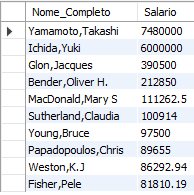 Nome_Completo Salario
Yamamoto,Takashi 7480000
Ichida,Yuki 6000000
Glon,Jacques 390500
Bender,Oliver H. 212850
MacDonald,Mary S 111262.5
Sutherland,Claudia 100914
Young,Bruce 97500
Papadopoulos,Chris 89655
Weston,K.J 86292.94
Fisher,Pele 81810.19